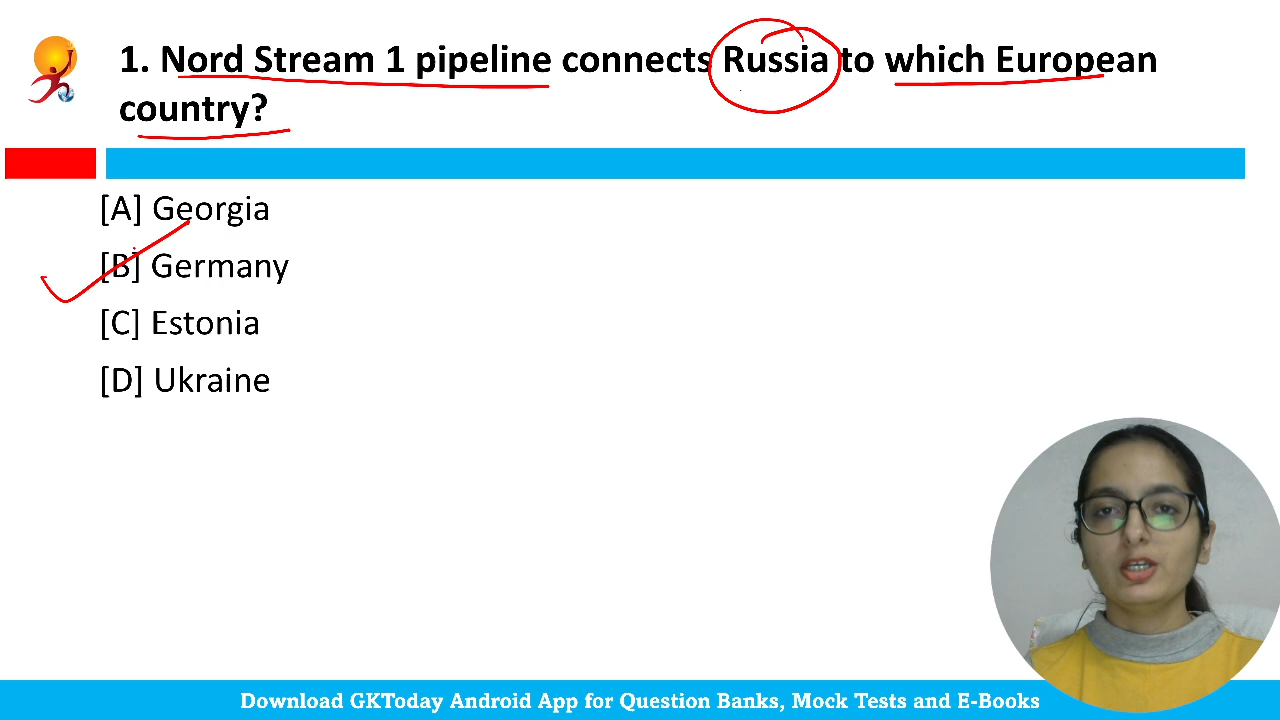 1. Nord Stream 1 pipeline connects Russia to which European
country?
[A] Georgia
[B] Germany
[C] Estonia
[D] Ukraine
Download GKToday Android App for Question Banks, Mock Tests and E-Books